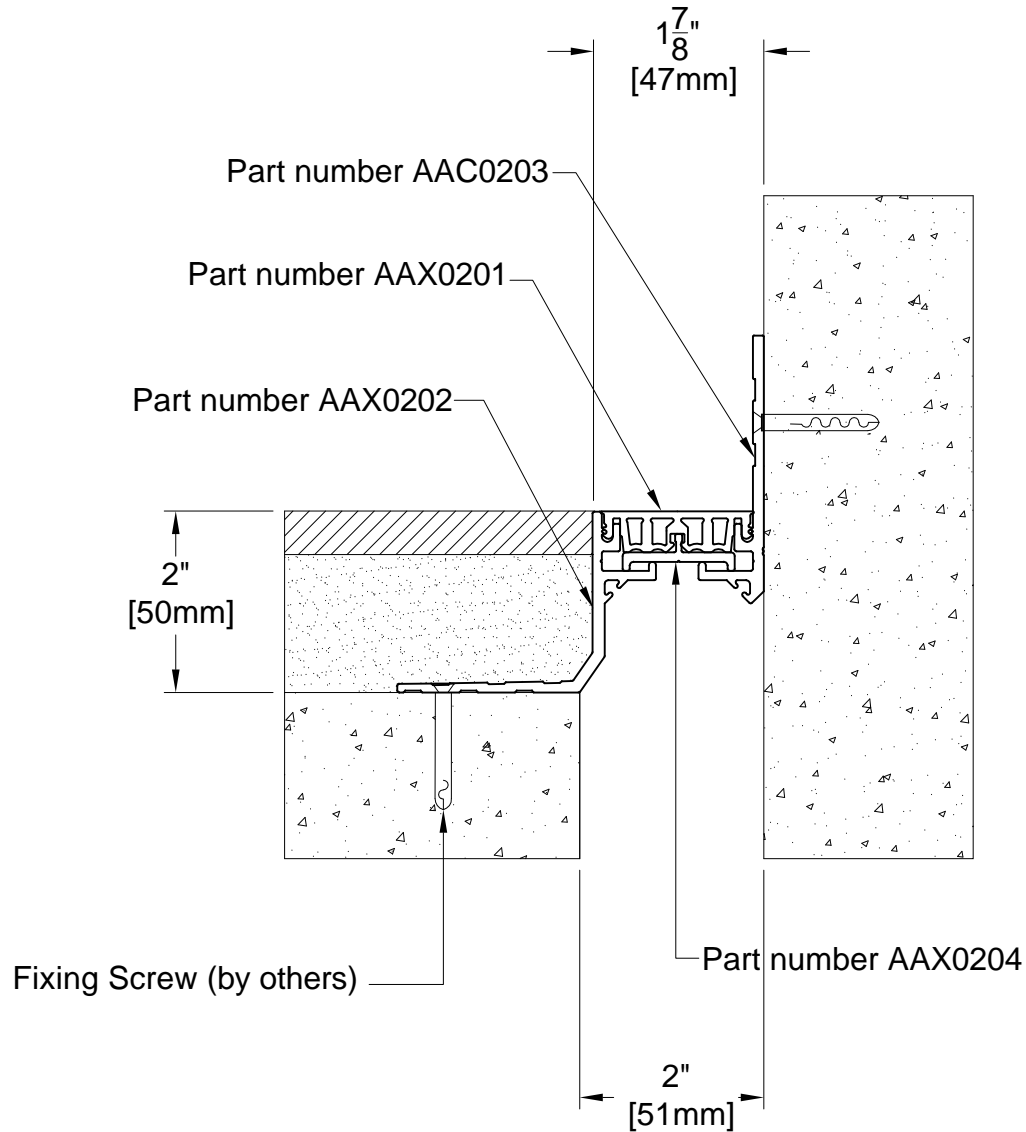 1 7/8"
[47mm]
Part number AAC0203
Part number AAX0201
Part number AAX0202
2"
[50mm]
Part number AAX0204
Fixing Screw (by others)
2"
[51mm]